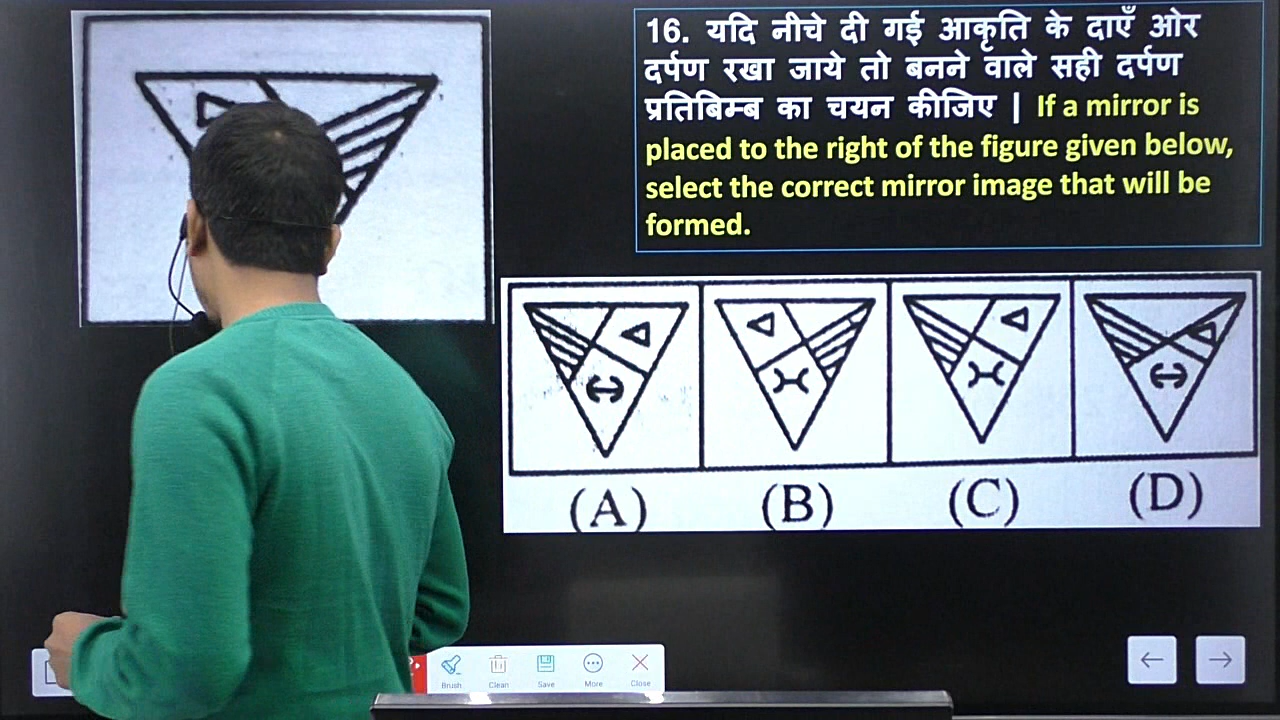 16. यदि नीचे दी गई आकृति के दाएँ ओर
दर्पण रखा जाये तो बनने वाले सही दर्पण
प्रतिबिम्ब का चयन कीजिए | If a mirror is
placed to the right of the figure given below,
select the correct mirror image that will be
formed.
(A) (B) (C) (D)
Brush Clean Save More Close